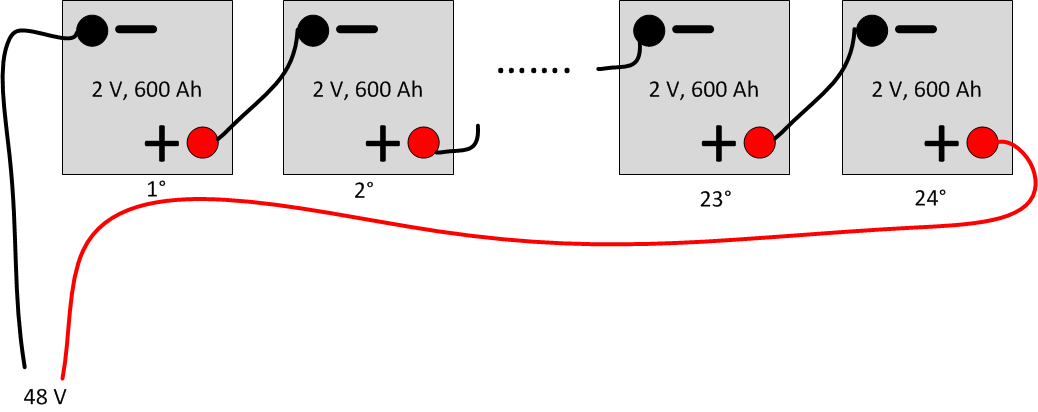 2 V, 600 Ah
2 V, 600 Ah
.......
2 V, 600 Ah
2 V, 600 Ah
1°
2°
23°
24°
48 V